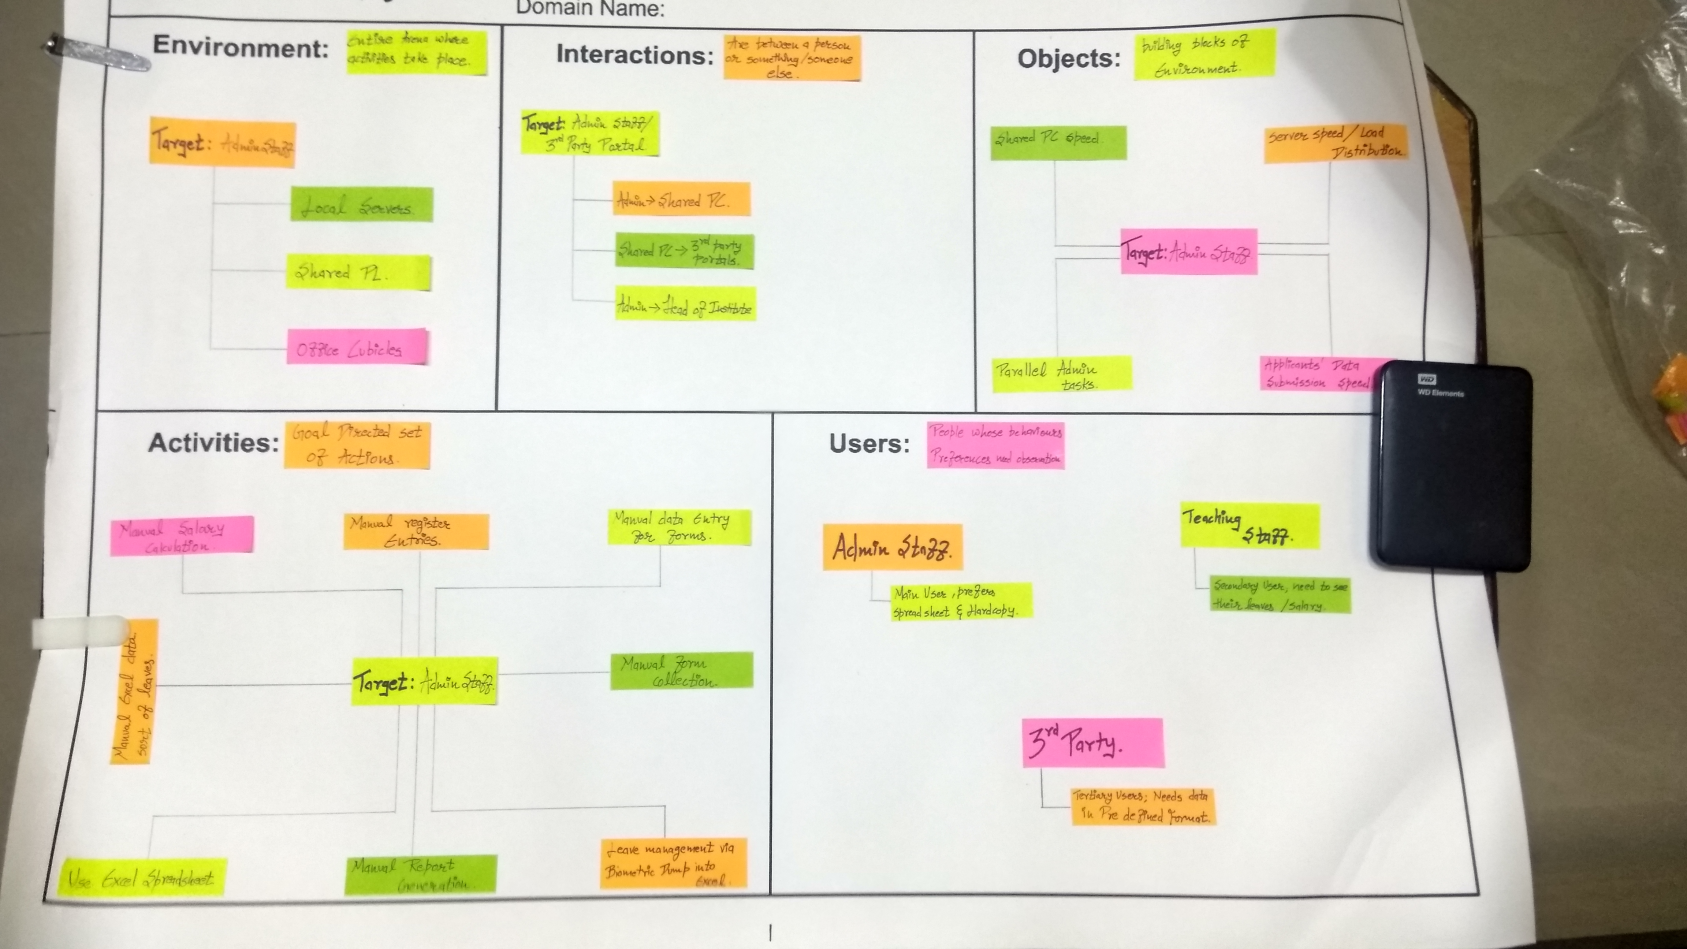 Domain Name:
Environment:
Entire Area where
activities take place.
Target: Admin Staff
Local Servers.
Shared PC.
Office Cubicles
Interactions:
Are between a person
or something/someone
else.
Target: Admin Staff/
3rd Party Portal
Admin → Shared PC.
Shared PC → 3rd party
portals.
Admin → Head of Institute
Objects:
building blocks of
Environment.
Shared PC Speed.
Server speed/Load
Distribution.
Target: Admin Staff
Parallel Admin
tasks.
Applicants' Data
Submission Speed
WD
WD Elements
Activities:
Goal Directed set
of Actions.
Manual Salary
Calculation.
Manual register
Entries.
Manual data Entry
for Forms.
Manual Excel data
sort of leaves.
Target: Admin Staff.
Manual Form
Collection.
Use Excel Spreadsheet
Manual Report
Generation.
Leave management via
Biometric Dump into
Excel.
Users:
People whose behaviours
Preferences need observation
Admin Staff.
Main User, prefers
Spreadsheet & Hardcopy.
Teaching
Staff.
Secondary User, need to see
their leaves/Salary.
3rd Party.
Tertiary Users; Needs data
in Pre defined Format.